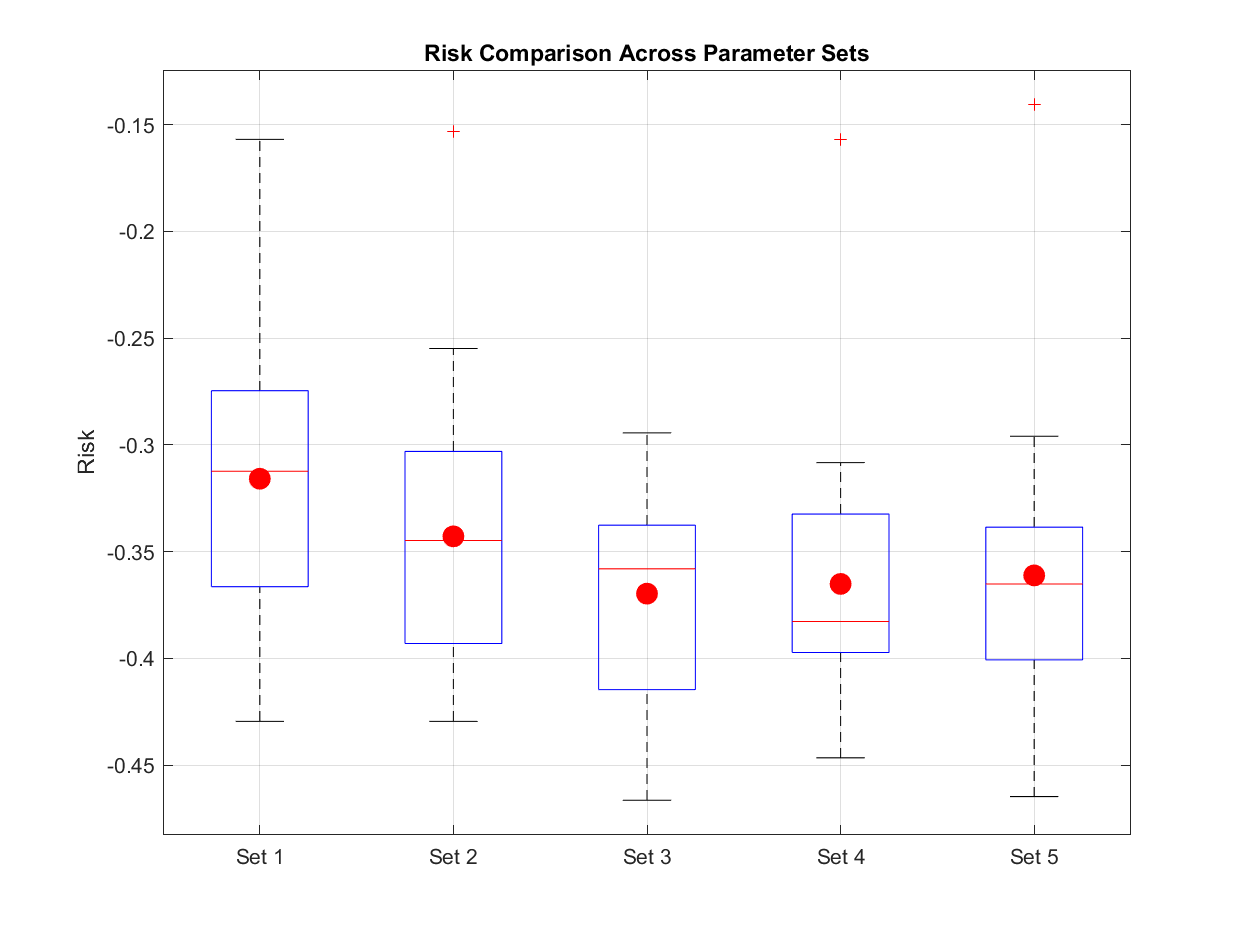 Risk Comparison Across Parameter Sets
-0.15
-0.2
-0.25
-0.3
-0.35
-0.4
-0.45
Risk
Set 1
Set 2
Set 3
Set 4
Set 5